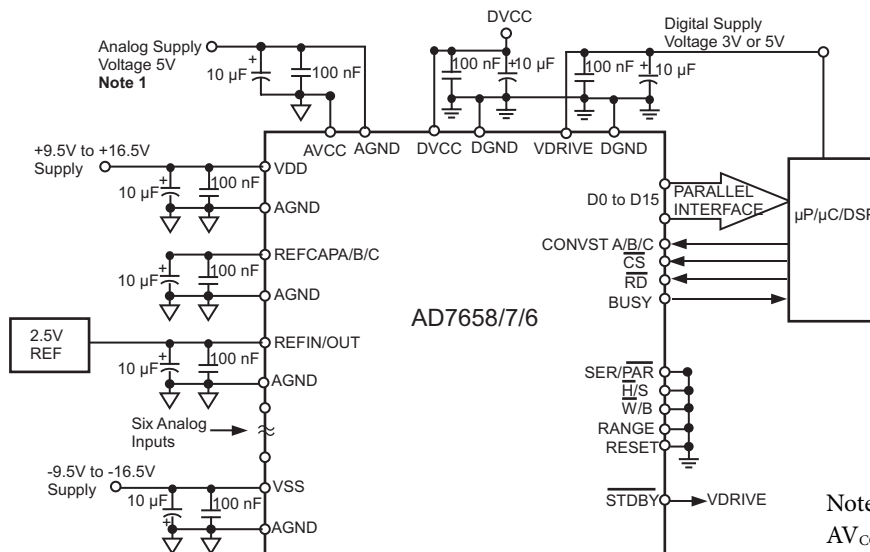 DVCC
Digital Supply
Voltage 3V or 5V
Analog Supply
Voltage 5V
Note 1
+
10 µF
100 nF
100 nF
+
10 µF
100 nF
+
10 µF
AVCC
AGND
DVCC
DGND
VDRIVE
DGND
+9.5V to +16.5V
Supply
+
10 µF
100 nF
VDD
AGND
D0 to D15
PARALLEL
INTERFACE
µP/µC/DSP
REFCAPA/B/C
+
10 µF
100 nF
AGND
CONVST A/B/C
CS
RD
BUSY
AD7658/7/6
2.5V
REF
REFIN/OUT
+
10 µF
100 nF
AGND
SER/PAR
H/S
W/B
RANGE
RESET
Six Analog
Inputs
-9.5V to -16.5V
Supply
VSS
10 µF
+
100 nF
AGND
STDBY
VDRIVE
Note
AVCC